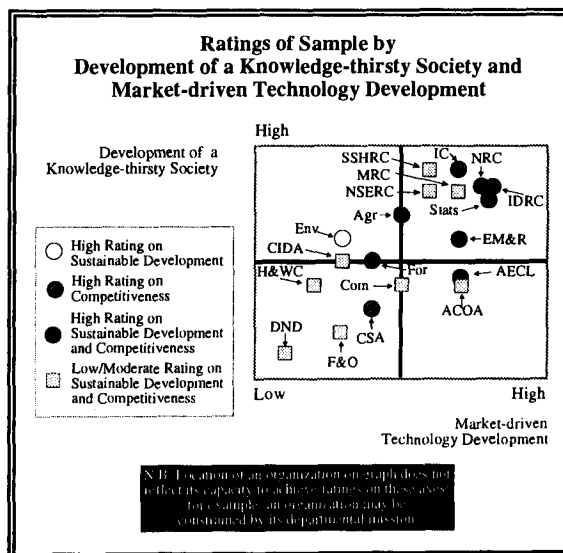 Ratings of Sample by
Development of a Knowledge-thirsty Society and
Market-driven Technology Development
High
Development of a
Knowledge-thirsty Society
SSHRC
IC
NRC
MRC
NSERC
IDRC
Stats
Agr
Env
EM&R
CIDA
For
AECL
H&WC
Com
ACOA
DND
CSA
F&O
High Rating on
Sustainable Development
High Rating on
Competitiveness
High Rating on
Sustainable Development
and Competitiveness
Low/Moderate Rating on
Sustainable Development
and Competitiveness
Low
High
Market-driven
Technology Development
N.B. Location of an organization on graph does not
reflect its capacity to achieve ratings on these axes:
for example, an organization may be
constrained by its departmental mission